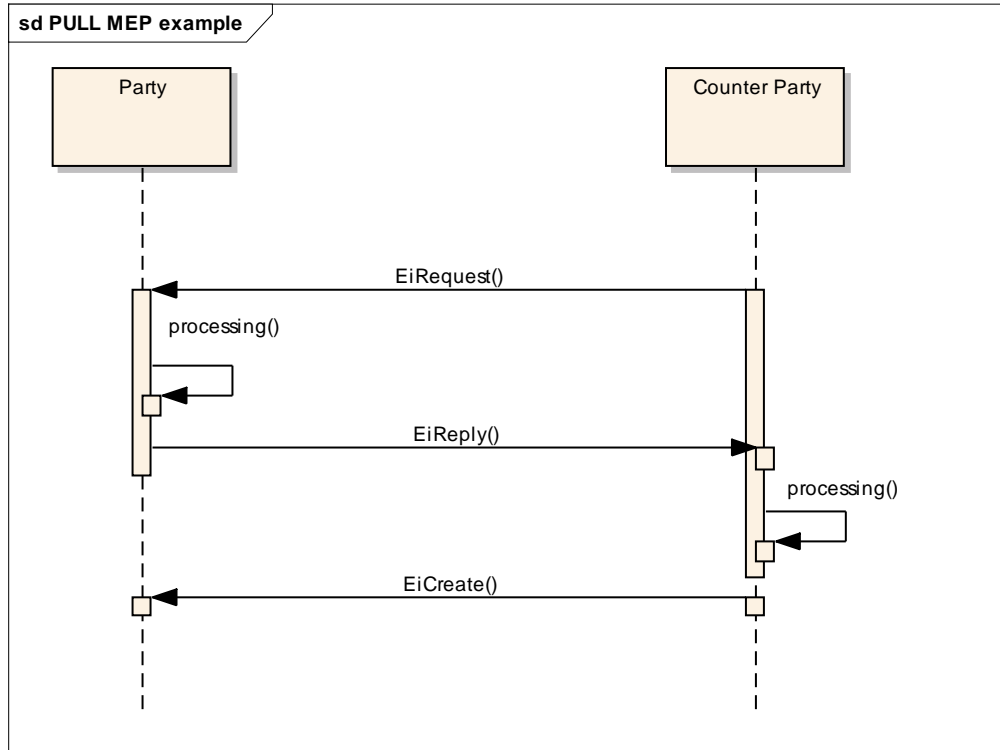 sd PULL MEP example
Party
Counter Party
EiRequest()
processing()
EiReply()
processing()
EiCreate()